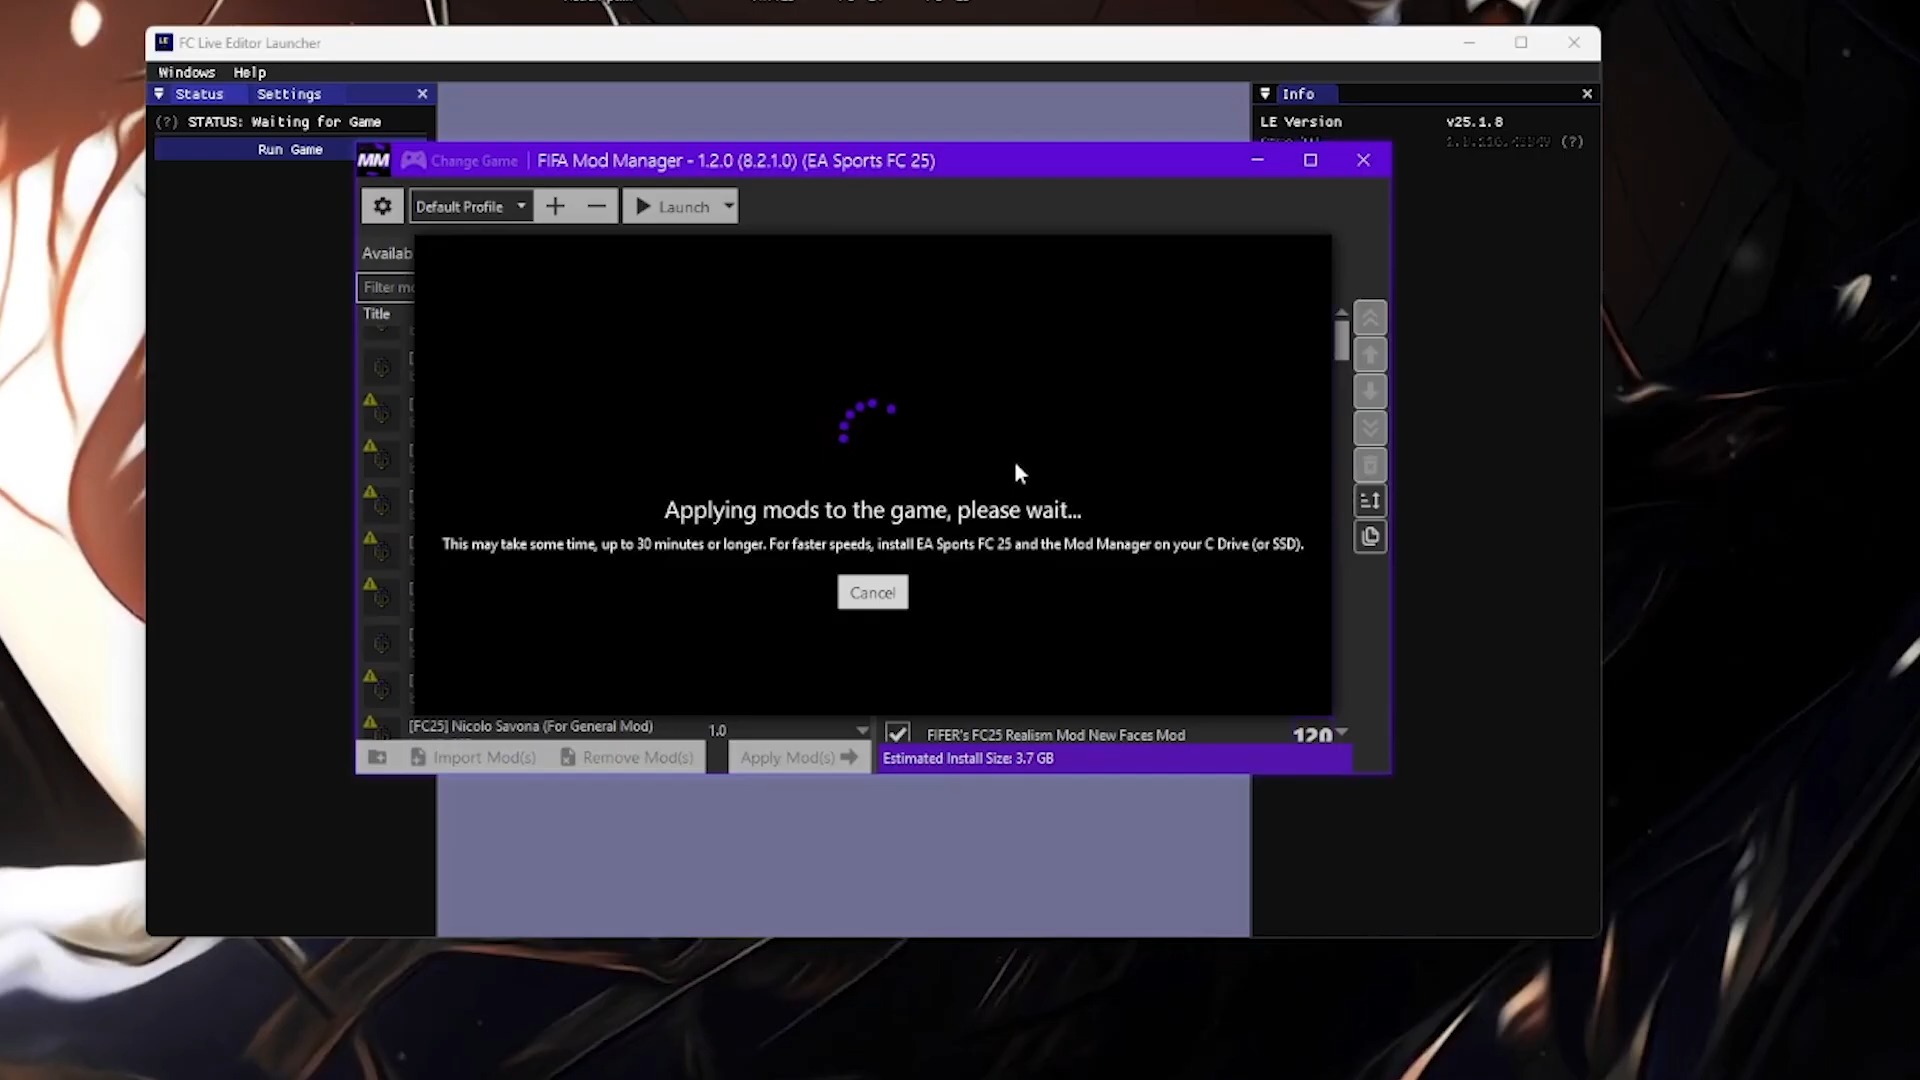 FC Live Editor Launcher
Windows Help
Status Settings
Info
(?) STATUS: Waiting for Game
LE Version v25.1.8
Run Game
(?)
MM Change Game | FIFA Mod Manager - 1.2.0 (8.2.1.0) (EA Sports FC 25)
Default Profile
Launch
Availab
Filter mo
Title
Applying mods to the game, please wait...
This may take some time, up to 30 minutes or longer. For faster speeds, install EA Sports FC 25 and the Mod Manager on your C Drive (or SSD).
Cancel
[FC25] Nicolo Savona (For General Mod) 1.0
FIFER's FC25 Realism Mod New Faces Mod 120
Import Mod(s) Remove Mod(s) Apply Mod(s)
Estimated Install Size: 3.7 GB